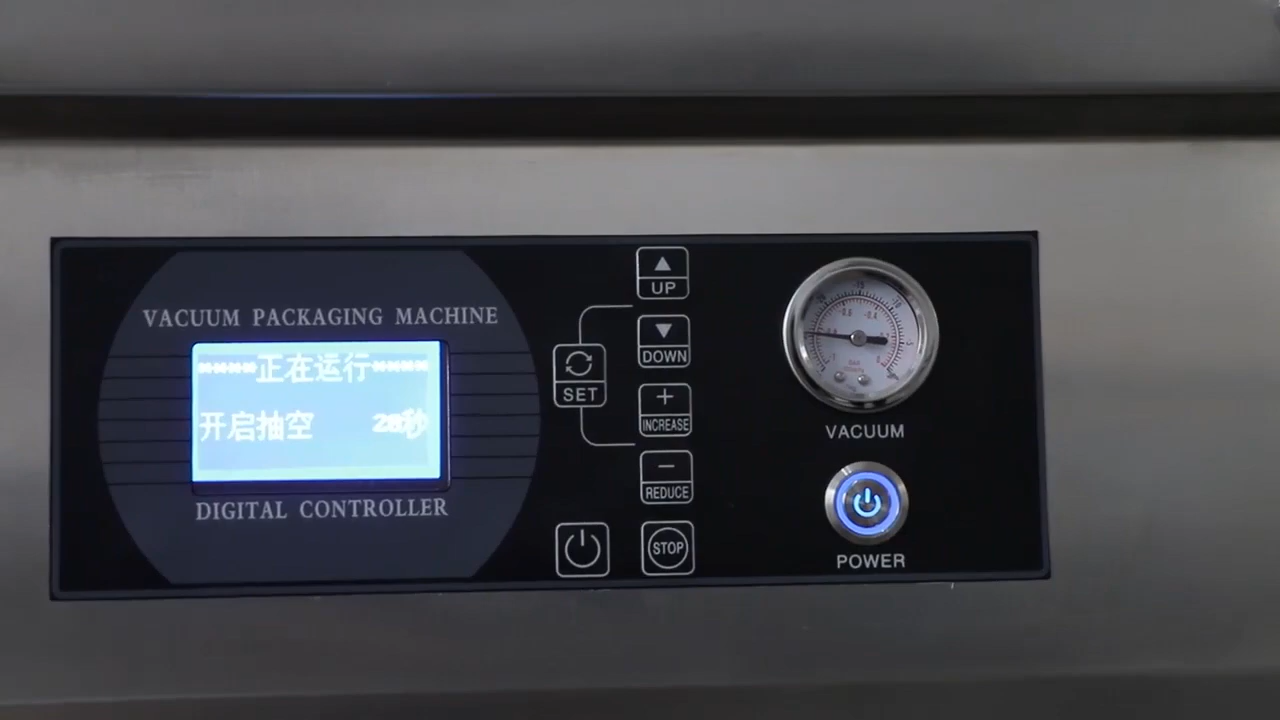 VACUUM PACKAGING MACHINE
******正在运行******
开启抽空 秒
DIGITAL CONTROLLER
UP
DOWN
SET
+
INCREASE
−
REDUCE
STOP
VACUUM
POWER